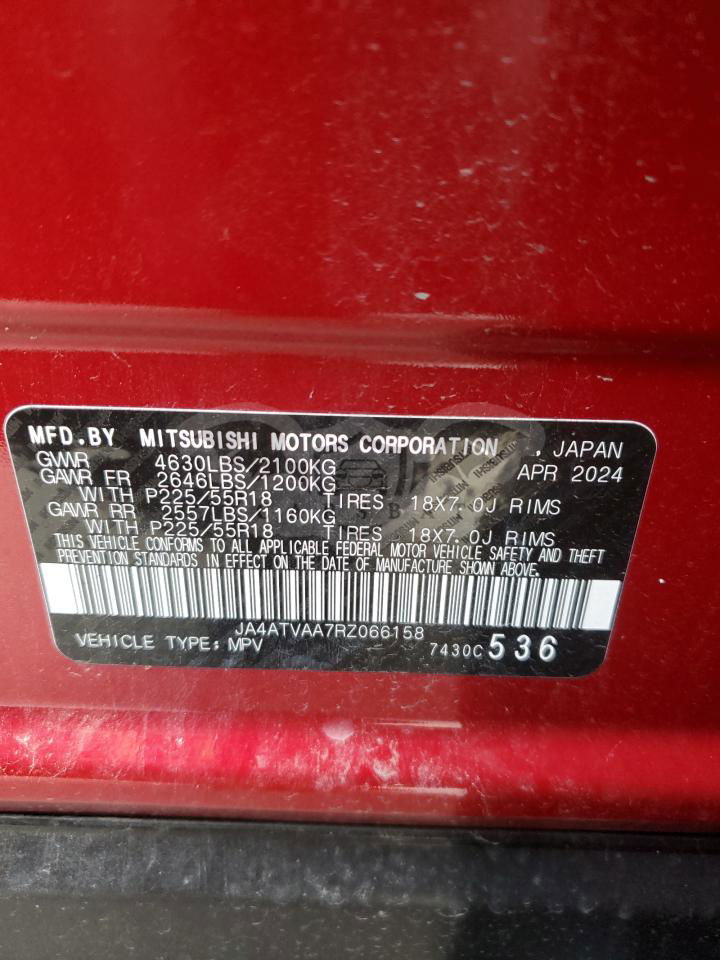 MFD.BY MITSUBISHI MOTORS CORPORATION , JAPAN
GVWR 4630LBS/2100KG APR 2024
GAWR FR 2646LBS/1200KG
WITH P225/55R18 TIRES 18X7.0J RIMS
GAWR RR 2557LBS/1160KG
WITH P225/55R18 TIRES 18X7.0J RIMS
THIS VEHICLE CONFORMS TO ALL APPLICABLE FEDERAL MOTOR VEHICLE SAFETY AND THEFT
PREVENTION STANDARDS IN EFFECT ON THE DATE OF MANUFACTURE SHOWN ABOVE.
JA4ATVAA7RZ066158
VEHICLE TYPE: MPV 7430C 536